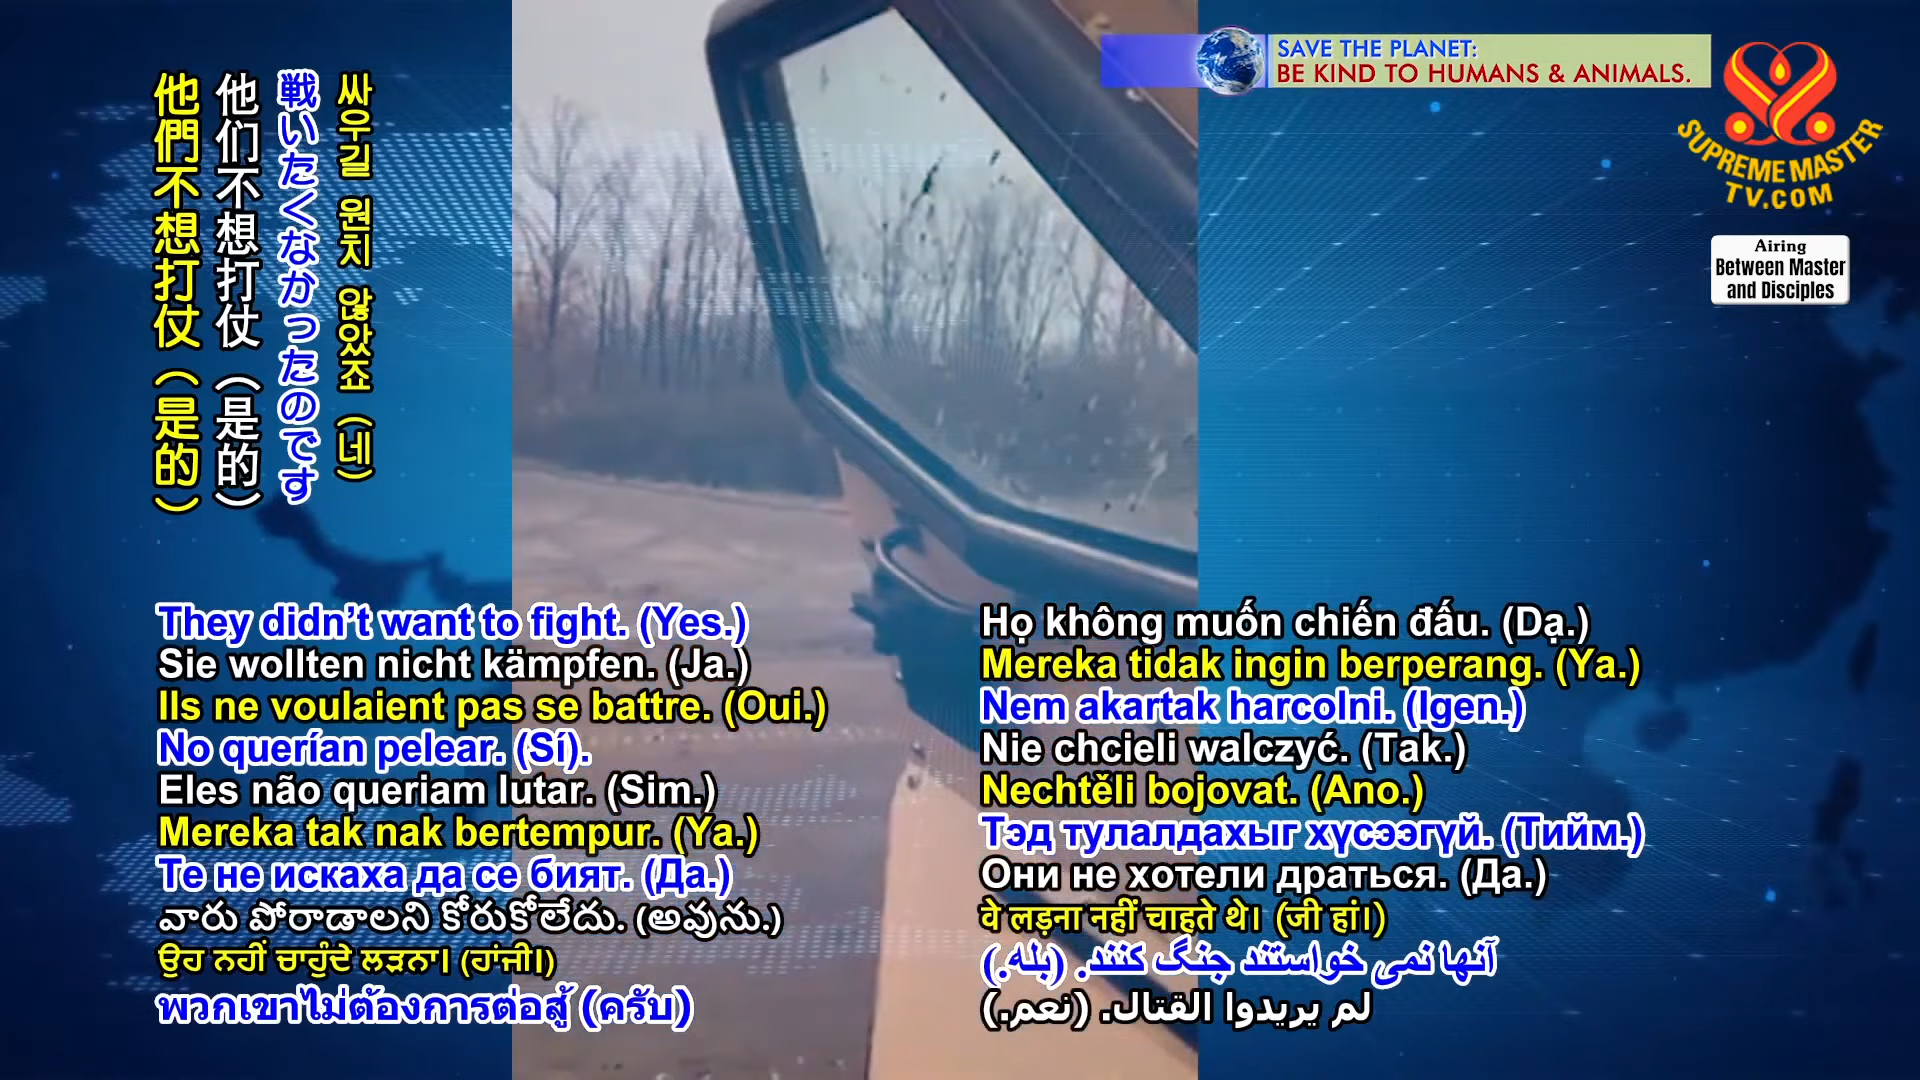 SAVE THE PLANET:
BE KIND TO HUMANS & ANIMALS.
SUPREME MASTER
TV.COM
Airing
Between Master
and Disciples
싸우길 원치 않았죠 (네)
戦いたくなかったのです
他们不想打仗（是的）
他們不想打仗（是的）
They didn’t want to fight. (Yes.)
Sie wollten nicht kämpfen. (Ja.)
Ils ne voulaient pas se battre. (Oui.)
No querían pelear. (Sí).
Eles não queriam lutar. (Sim.)
Mereka tak nak bertempur. (Ya.)
Те не искаха да се бият. (Да.)
వారు పోరాడాలని కోరుకోలేదు. (అవును.)
ਉਹ ਨਹੀਂ ਚਾਹੁੰਦੇ ਲੜਨਾ। (ਹਾਂਜੀ।)
พวกเขาไม่ต้องการต่อสู้ (ครับ)
Họ không muốn chiến đấu. (Dạ.)
Mereka tidak ingin berperang. (Ya.)
Nem akartak harcolni. (Igen.)
Nie chcieli walczyć. (Tak.)
Nechtěli bojovat. (Ano.)
Тэд тулалдахыг хүсээгүй. (Тийм.)
Они не хотели драться. (Да.)
वे लड़ना नहीं चाहते थे। (जी हां।)
آنها نمی خواستند جنگ کنند. (بله.)
لم يريدوا القتال. (نعم.)